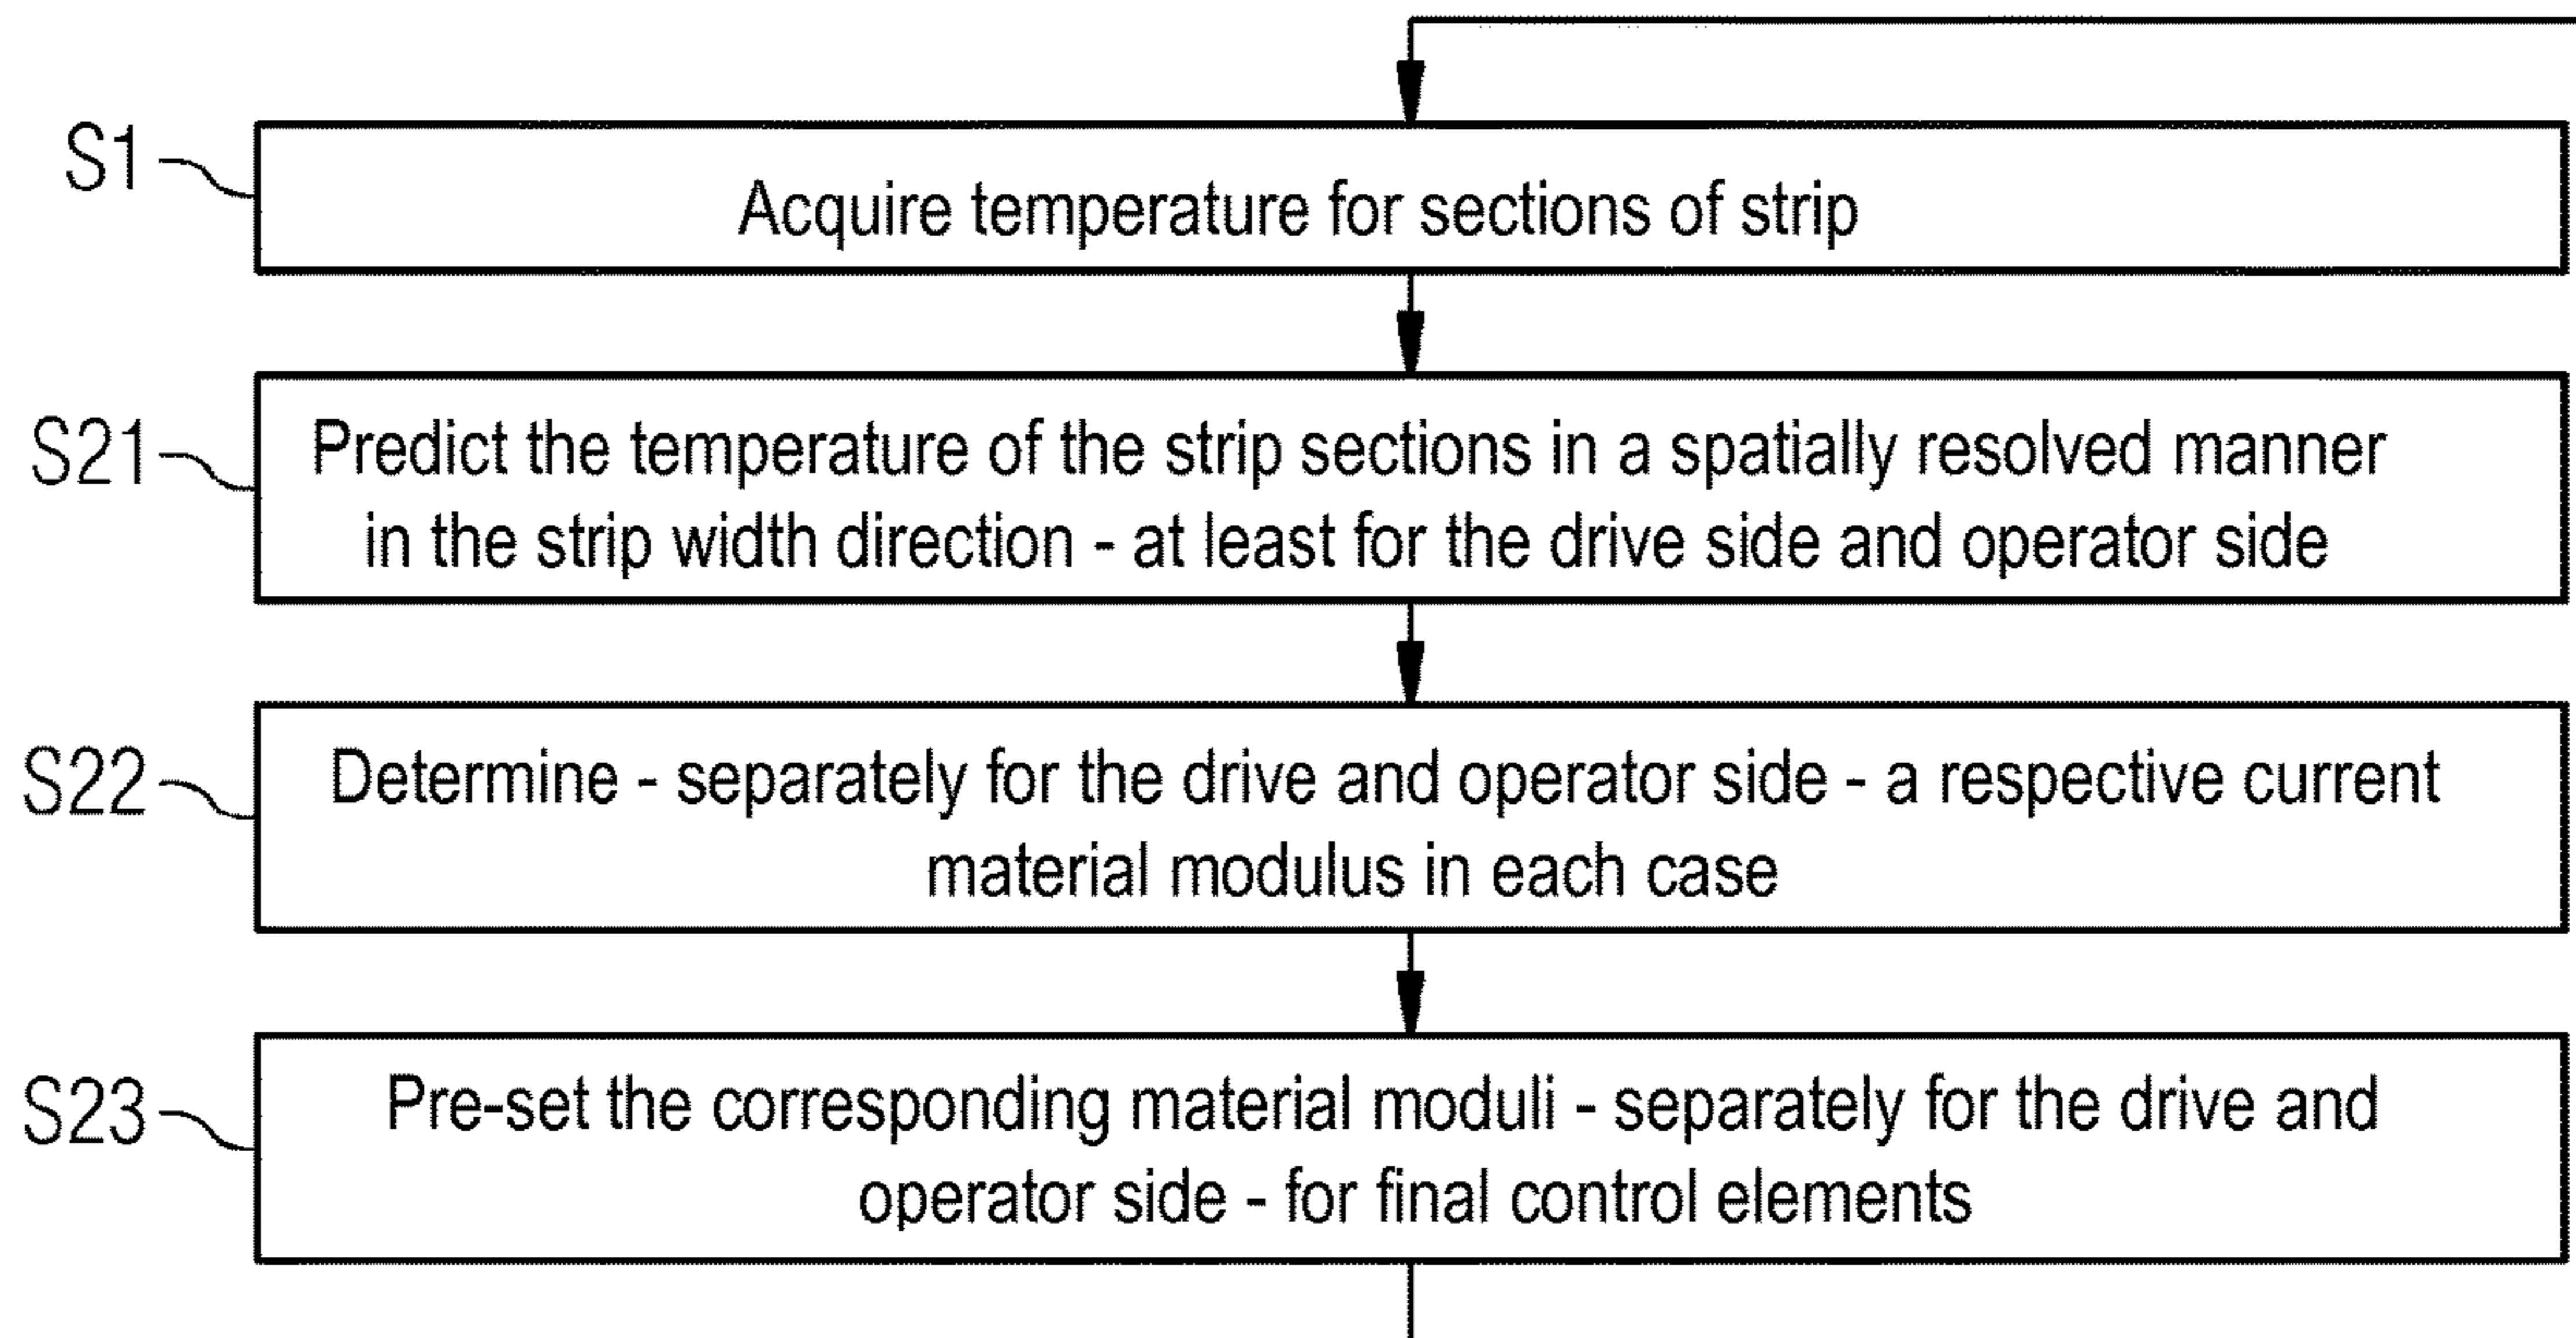 S1
Acquire temperature for sections of strip
S21
Predict the temperature of the strip sections in a spatially resolved manner
in the strip width direction - at least for the drive side and operator side
S22
Determine - separately for the drive and operator side - a respective current
material modulus in each case
S23
Pre-set the corresponding material moduli - separately for the drive and
operator side - for final control elements